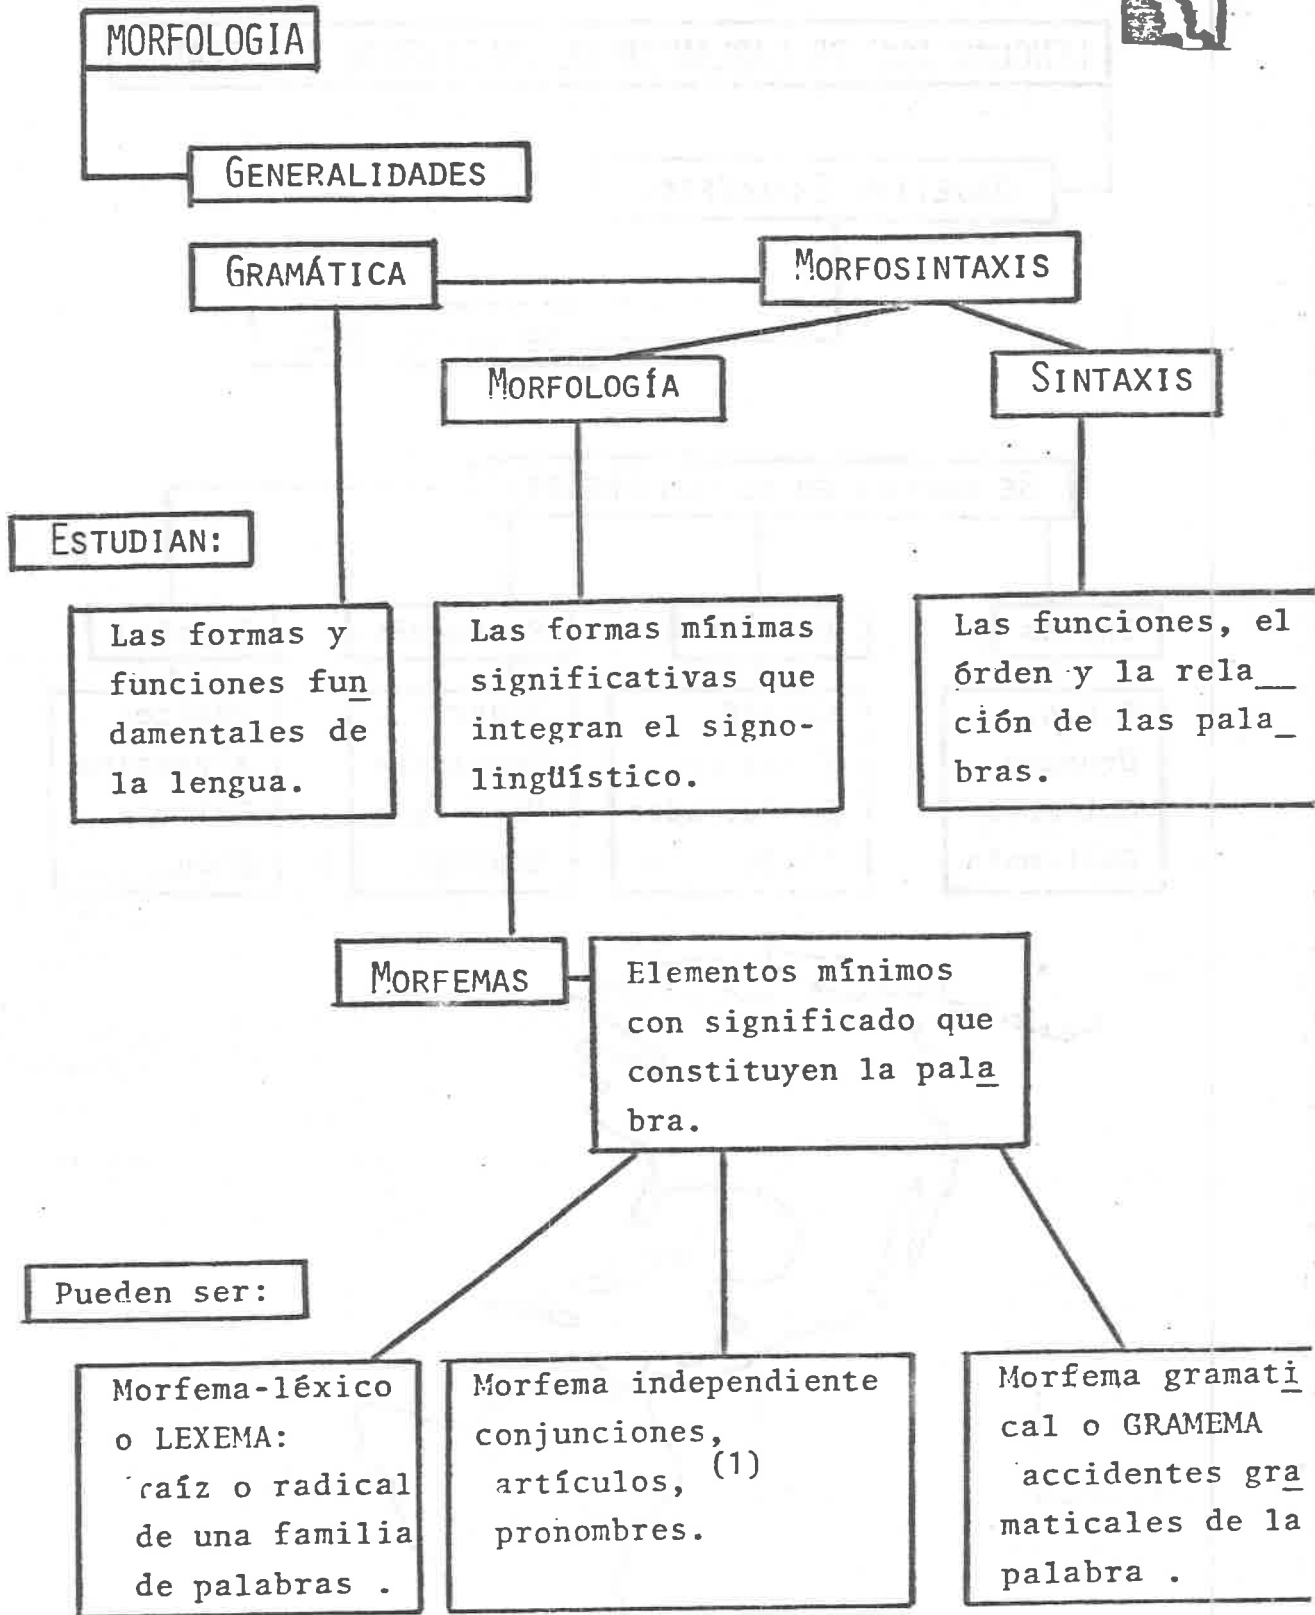 MORFOLOGIA
GENERALIDADES
GRAMÁTICA
MORFOSINTAXIS
MORFOLOGÍA
SINTAXIS
ESTUDIAN:
Las formas y
funciones fun
damentales de
la lengua.
Las formas mínimas
significativas que
integran el signo-
lingüístico.
Las funciones, el
órden y la rela_
ción de las pala_
bras.
MORFEMAS
Elementos mínimos
con significado que
constituyen la pala
bra.
Pueden ser:
Morfema-léxico
o LEXEMA:
raíz o radical
de una familia
de palabras .
Morfema independiente
conjunciones,
artículos, (1)
pronombres.
Morfema gramati
cal o GRAMEMA
accidentes gra
maticales de la
palabra .